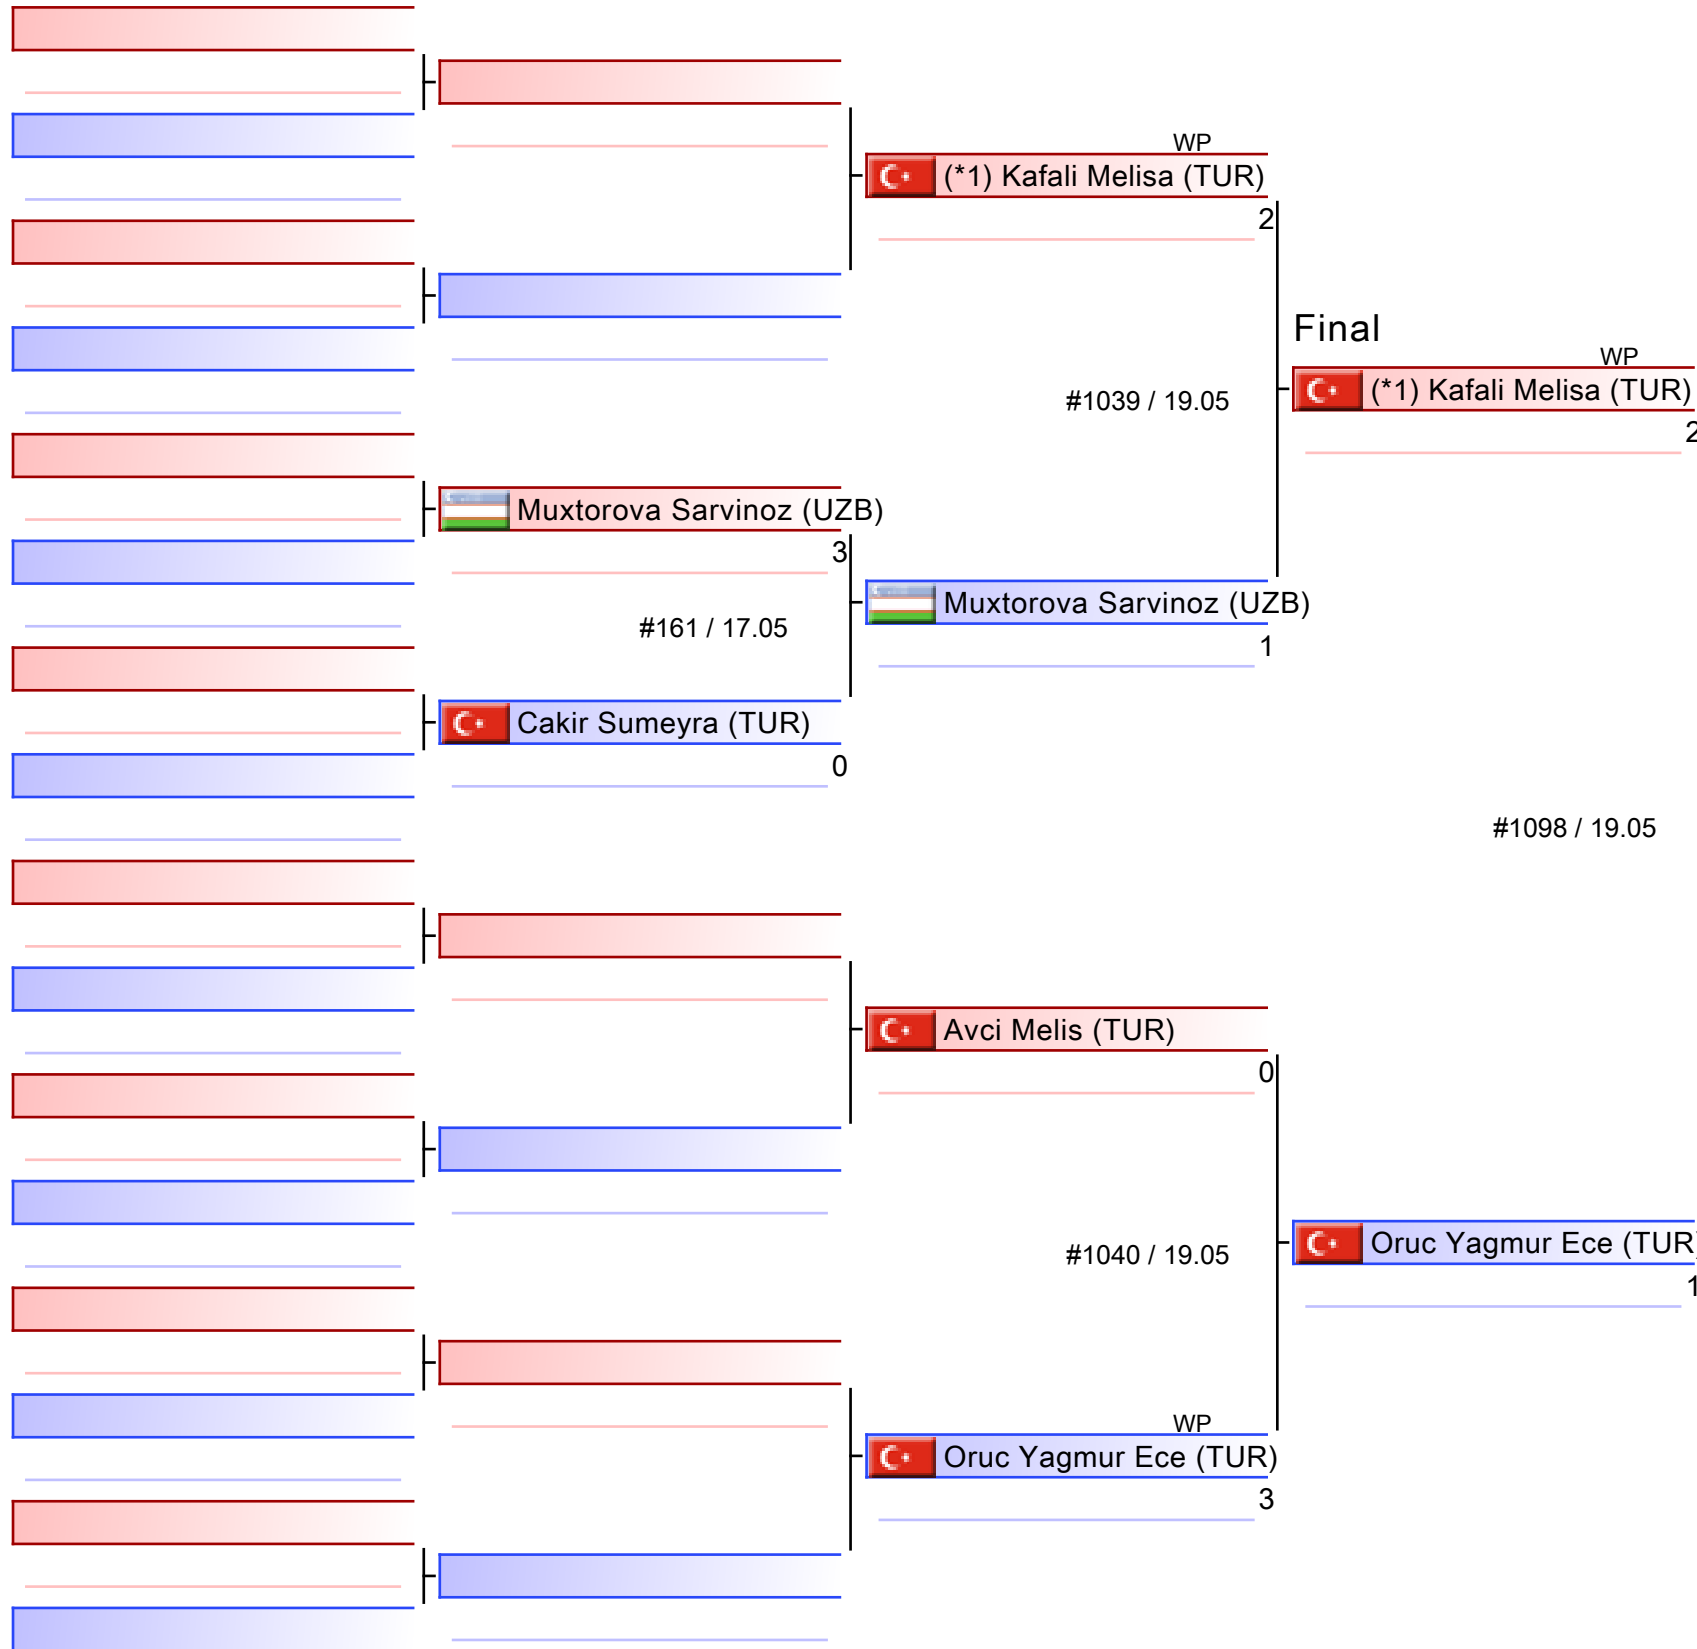 WP
(*1) Kafali Melisa (TUR)
2
Final
WP
#1039 / 19.05
(*1) Kafali Melisa (TUR)
2
Muxtorova Sarvinoz (UZB)
3
Muxtorova Sarvinoz (UZB)
#161 / 17.05
1
Cakir Sumeyra (TUR)
0
#1098 / 19.05
Avci Melis (TUR)
0
#1040 / 19.05
Oruc Yagmur Ece (TUR)
1
WP
Oruc Yagmur Ece (TUR)
3